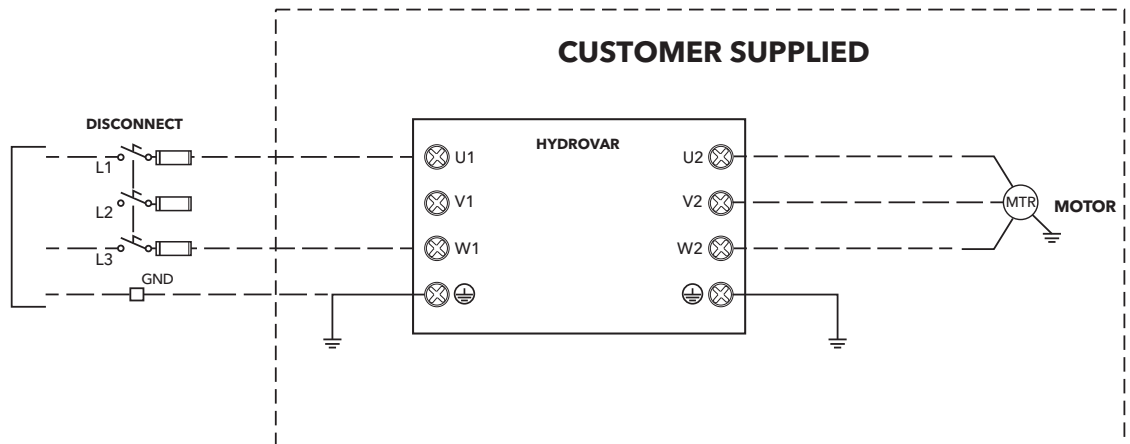 CUSTOMER SUPPLIED
DISCONNECT
HYDROVAR
L1
U1
U2
L2
V1
V2
MTR
MOTOR
L3
W1
W2
GND